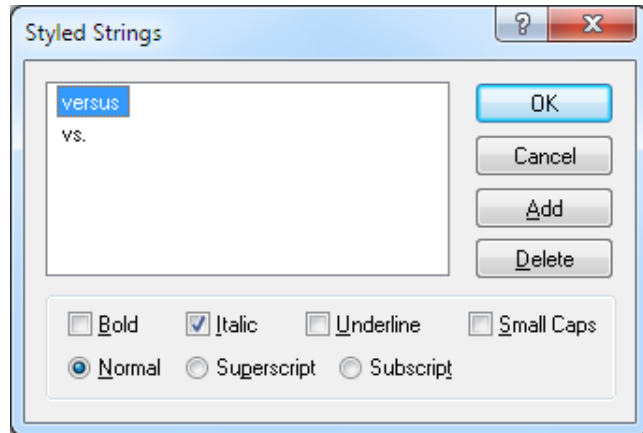 Styled Strings ?
versus
vs.
OK
Cancel
Add
Delete
Bold Italic Underline Small Caps
Normal Superscript Subscript